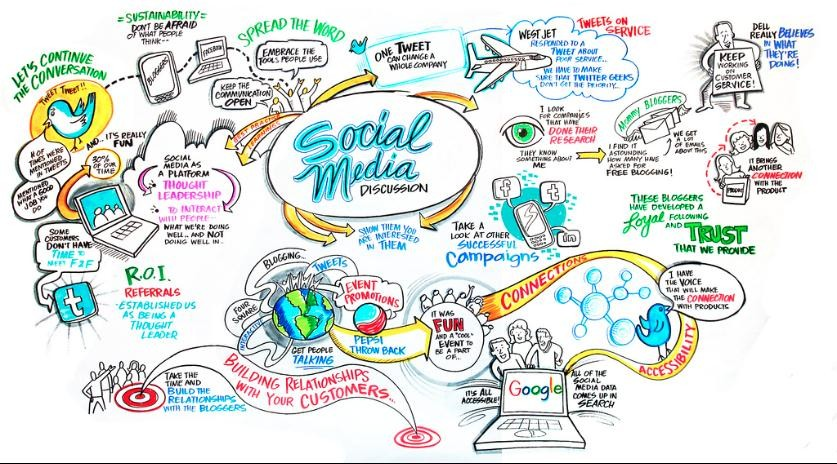 = SUSTAINABILITY =
DON'T BE AFRAID
OF WHAT PEOPLE
THINK--
SPREAD THE WORD
BLOGGERS
FACEBOOK
EMBRACE THE
TOOLS PEOPLE USE
KEEP THE
COMMUNICATION
OPEN
LET'S CONTINUE
THE CONVERSATION
TWEET TWEET!!
AND... IT'S REALLY
FUN
# OF TIMES WE'RE
MENTIONED
IN TWEETS
MENTIONED
WHAT A GOOD
JOB YOU
DO
30%
OF OUR
TIME
SOCIAL
MEDIA AS
A PLATFORM
THOUGHT
LEADERSHIP
TO INTERACT
WITH PEOPLE--
WHAT WE'RE DOING
WELL... AND NOT
DOING WELL IN...
SOME
CUSTOMERS
DON'T HAVE
TIME TO
MEET F2F
t
R.O.I.
REFERRALS
- ESTABLISHED US
AS BEING A
THOUGHT
LEADER
ONE TWEET
CAN CHANGE A
WHOLE COMPANY
WEST JET
RESPONDED TO A
TWEET ABOUT
POOR SERVICE..
WE HAVE TO MAKE
SURE THAT TWITTER GEEKS
DON'T GET THE PRIORITY...
TWEETS ON
SERVICE
DELL
REALLY BELIEVES
IN WHAT
THEY'RE
DOING!
KEEP
WORKING
ON
CUSTOMER
SERVICE!
Social
Media
DISCUSSION
SHOW THEM YOU
ARE INTERESTED
IN THEM
I LOOK
FOR COMPANIES
THAT HAVE
DONE THEIR
RESEARCH
THEY KNOW
SOMETHING ABOUT
ME
Mommy BLOGGERS
I FIND IT
ASTOUNDING
HOW MANY HAVE
ASKED FOR
FREE BLOGGING!
WE GET
A LOT
OF EMAILS
ABOUT THIS
IT BRINGS
ANOTHER
CONNECTION
WITH THE
PRODUCT
THESE BLOGGERS
HAVE DEVELOPED A
Loyal FOLLOWING
AND TRUST
THAT WE PROVIDE
TAKE A
LOOK AT OTHER
SUCCESSFUL
Campaigns
f
t
in
BLOGGING...
TWEETS
FOUR
SQUARE
INTERACTIVE
EVENT
PROMOTIONS
GET PEOPLE
TALKING
PEPSI
THROW BACK
IT WAS
FUN
AND A "COOL"
EVENT TO BE
A PART
OF...
CONNECTIONS
I HAVE
THE VOICE
THAT WILL MAKE
THE CONNECTION
WITH PRODUCTS
ACCESSIBILITY
TAKE THE
TIME AND
BUILD THE
RELATIONSHIPS
WITH THE BLOGGERS
BUILDING RELATIONSHIPS
WITH YOUR CUSTOMERS...
IT'S ALL
ACCESSIBLE!
Google
ALL OF THE
SOCIAL
MEDIA DATA
COMES UP IN
SEARCH